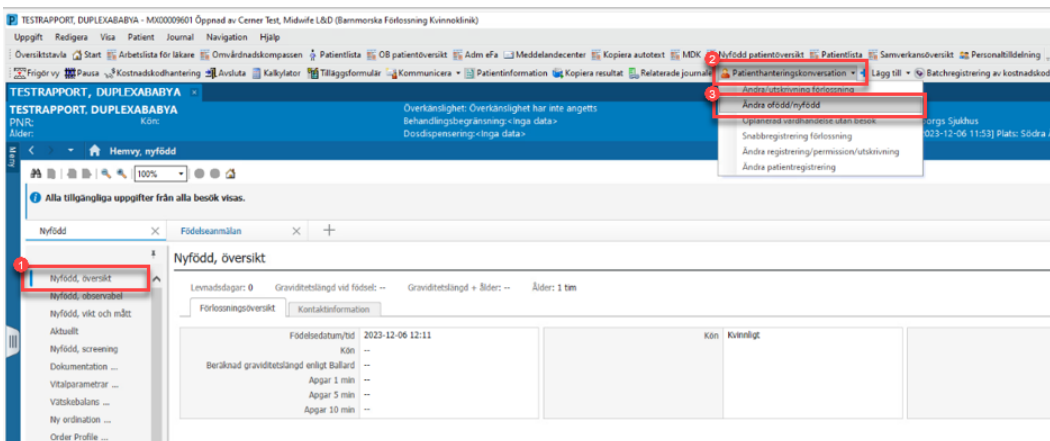 TESTRAPPORT, DUPLEXABABYA - MX00009601 Öppnad av Cerner Test, Midwife L&D (Barnmorska Förlossning Kvinnoklinik)
Uppgift Redigera Visa Patient Journal Navigation Hjälp
Översiktstavla Start Arbetslista för läkare Omvårdnadskompassen Patientlista OB patientöversikt Adm eFa Meddelandecenter Kopiera autotext MDK Nyfödd patientöversikt Patientlista Samverkansöversikt Personaltilldelning
2
Frigör vy Pausa Kostnadskodhantering Avsluta Kalkylator Tilläggsformulär Kommunicera Patientinformation Kopiera resultat Relaterade journale Patienthanteringskonversation Lägg till Batchregistrering av kostnadskod
TESTRAPPORT, DUPLEXABABYA
Ändra/utskrivning förlossning
3
TESTRAPPORT, DUPLEXABABYA Överkänslighet: Överkänslighet har inte angetts
Ändra ofödd/nyfödd
PNR: Kön: Behandlingsbegränsning:<Inga data>
Oplanerad vårdhändelse utan besök orgs Sjukhus
Ålder: Dosdispensering:<Inga data>
Snabbregistrering förlossning 023-12-06 11:53] Plats: Södra
Meny Hemvy, nyfödd
Ändra registrering/permission/utskrivning
Ändra patientregistrering
100%
Alla tillgängliga uppgifter från alla besök visas.
Nyfödd Födelseanmälan
Nyfödd, översikt
1
Nyfödd, översikt
Levnadsdagar: 0 Graviditetslängd vid födsel: -- Graviditetslängd + ålder: -- Ålder: 1 tim
Nyfödd, observabel
Förlossningsöversikt Kontaktinformation
Nyfödd, vikt och mått
Aktuellt
Födelsedatum/tid 2023-12-06 12:11 Kön Kvinnligt
Nyfödd, screening
Kön --
Dokumentation ...
Beräknad graviditetslängd enligt Ballard --
Vitalparametrar ...
Apgar 1 min --
Vätskebalans ...
Apgar 5 min --
Apgar 10 min --
Ny ordination ...
Order Profile ...